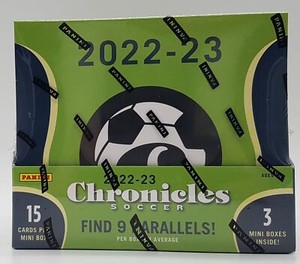 2022-23
PANINI
2022-23
Chronicles
SOCCER
15
CARDS PER
MINI BOX
FIND 9 PARALLELS!
PER BOX AVERAGE
3
MINI BOXES
INSIDE!